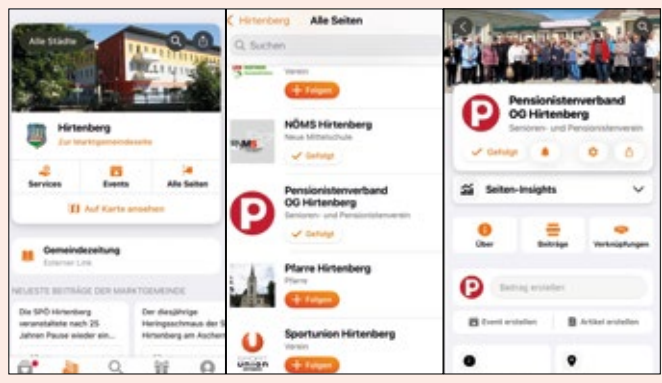 Alle Städte
Hirtenberg
Zur Marktgemeindeseite
Services
Events
Alle Seiten
Auf Karte ansehen
Gemeindezeitung
Externer Link
NEUESTE BEITRÄGE DER MARKTGEMEINDE
Die SPÖ Hirtenberg
veranstaltete nach 25
Jahren Pause wieder ein...
Der diesjährige
Heringsschmaus der S
Hirtenberg am Ascherm
Hirtenberg
Alle Seiten
Suchen
Verein
+ Folgen
NÖMS Hirtenberg
Neue Mittelschule
Gefolgt
Pensionistenverband
OG Hirtenberg
Senioren- und Pensionistenverein
Gefolgt
Pfarre Hirtenberg
Pfarre
+ Folgen
Sportunion Hirtenberg
Verein
+ Folgen
SPORT
union
Pensionistenverband
OG Hirtenberg
Senioren- und Pensionistenverein
Gefolgt
Seiten-Insights
Über
Beiträge
Verknüpfungen
Beitrag erstellen
Event erstellen
Artikel erstellen